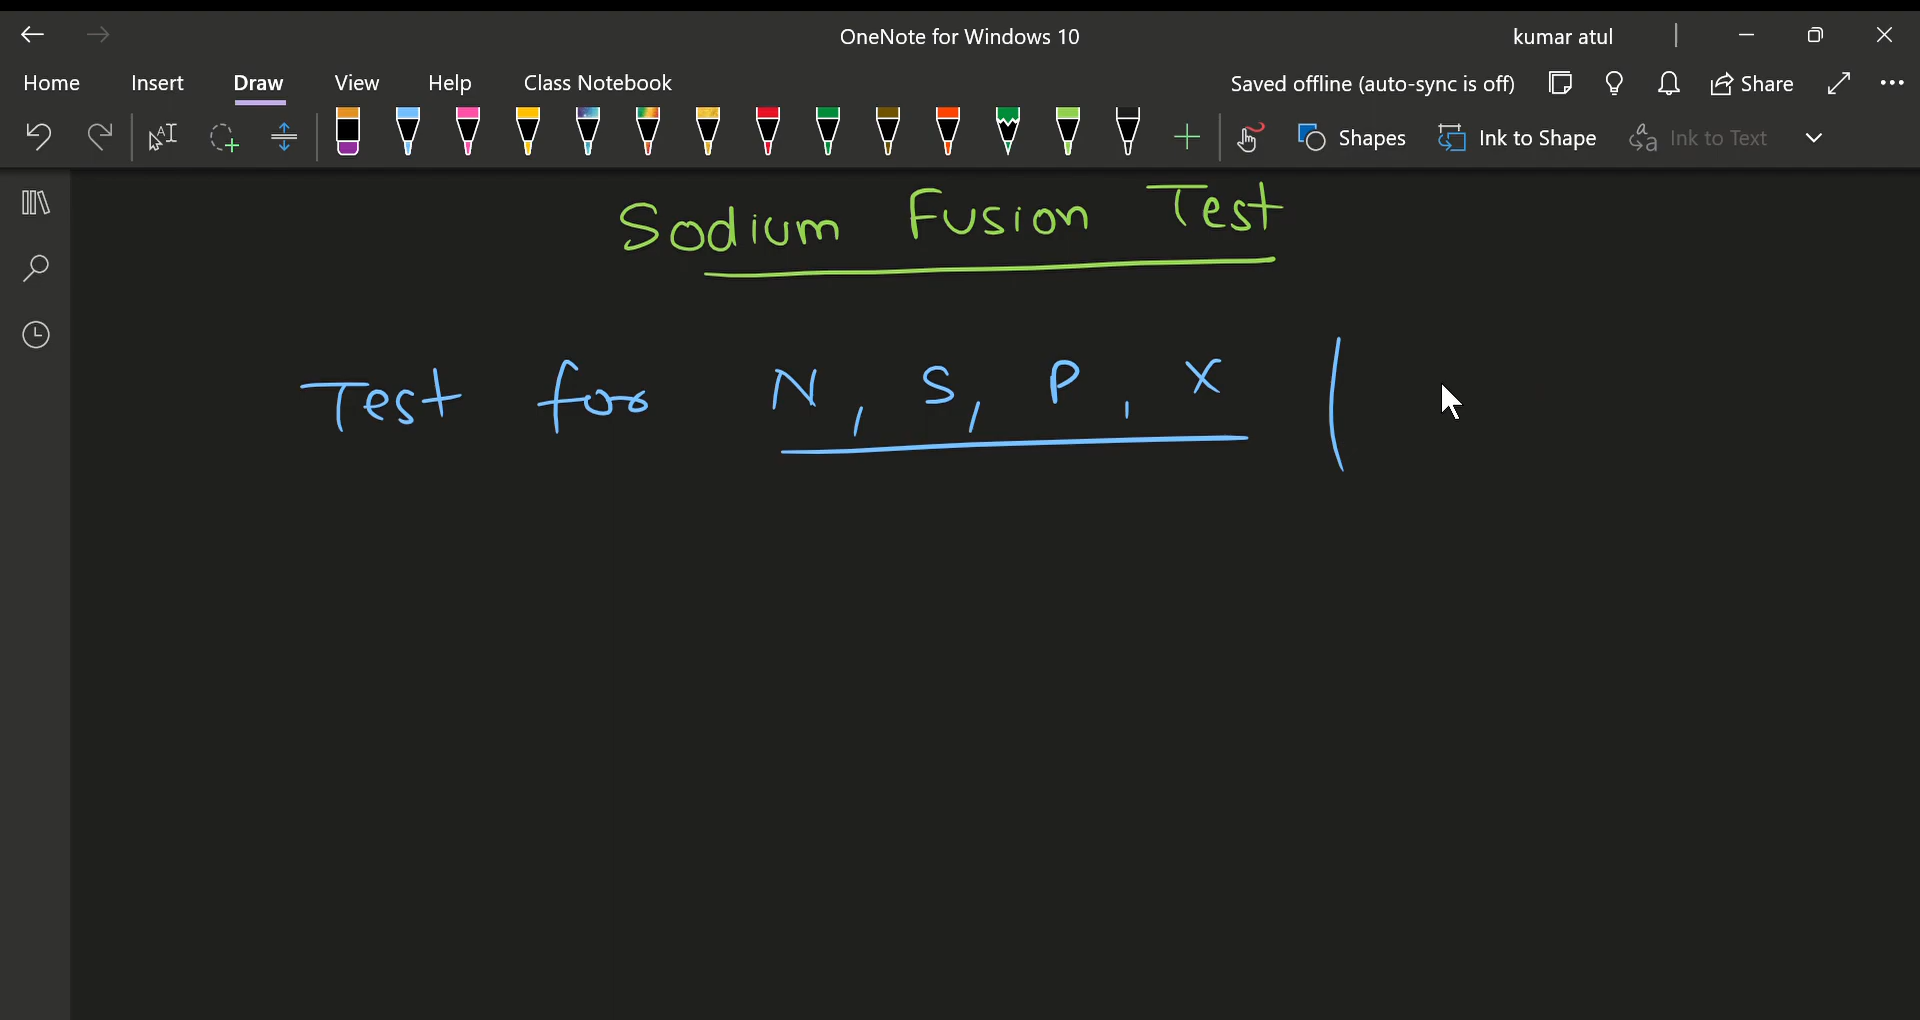 OneNote for Windows 10
kumar atul
Home Insert Draw View Help Class Notebook
Saved offline (auto-sync is off) Share
Shapes Ink to Shape Ink to Text
Sodium Fusion Test
Test for N, S, P, X (